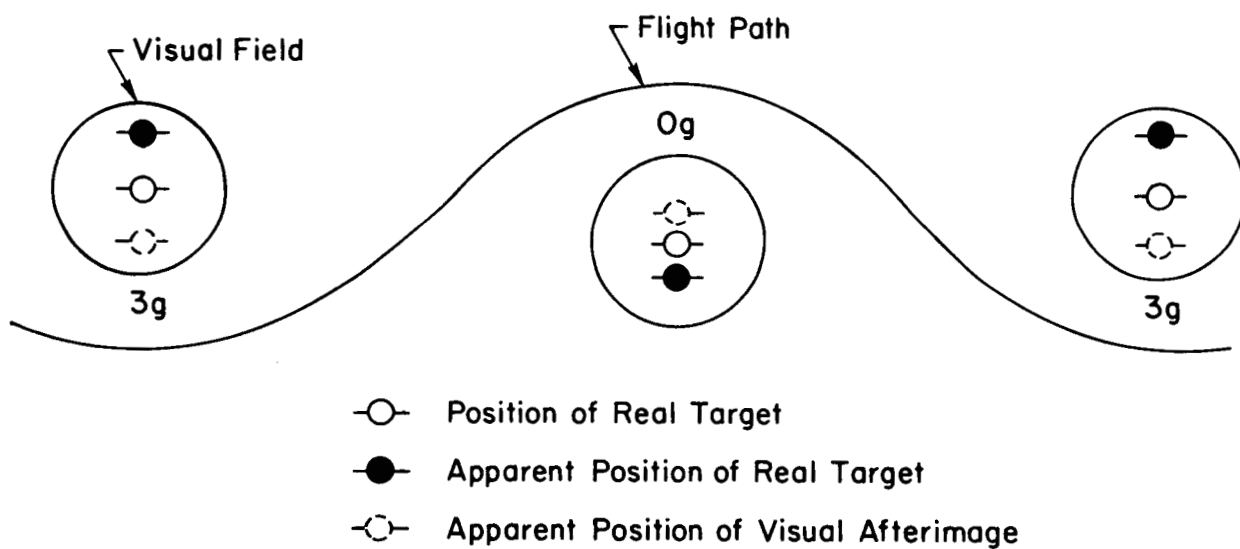 Visual Field
Flight Path
0g
3g
3g
Position of Real Target
Apparent Position of Real Target
Apparent Position of Visual Afterimage